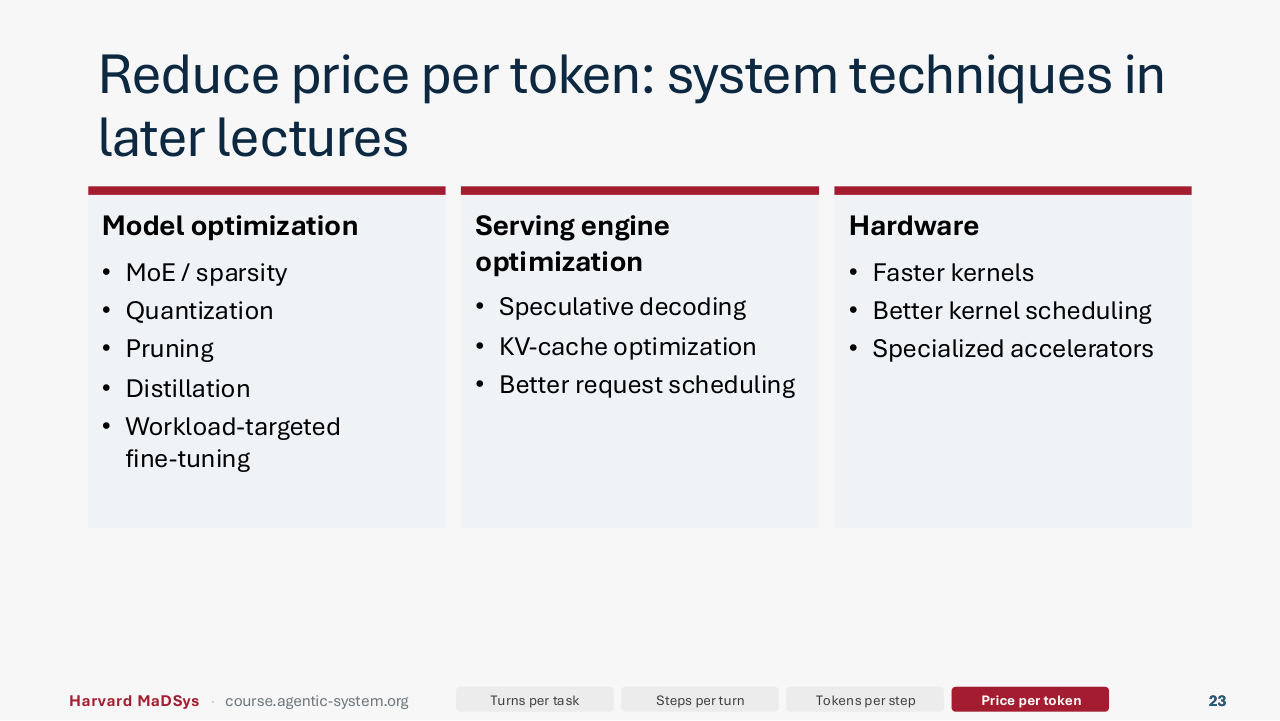 Reduce price per token: system techniques in
later lectures
Model optimization
• MoE / sparsity
• Quantization
• Pruning
• Distillation
• Workload-targeted
fine-tuning
Serving engine
optimization
• Speculative decoding
• KV-cache optimization
• Better request scheduling
Hardware
• Faster kernels
• Better kernel scheduling
• Specialized accelerators
Harvard MaDSys · course.agentic-system.org
Turns per task
Steps per turn
Tokens per step
Price per token
23